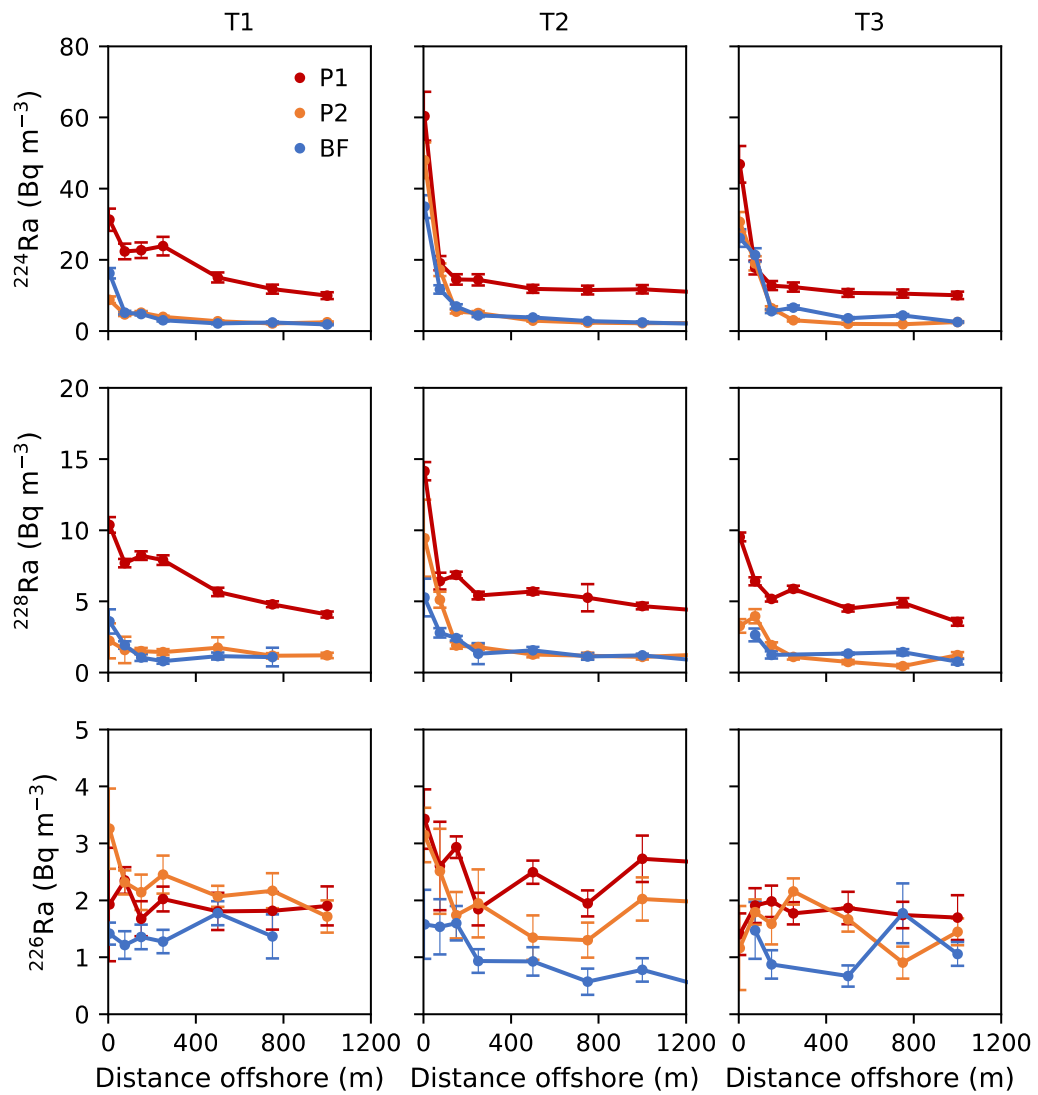 T1 T2 T3
80
60
40
20
0
²²⁴Ra (Bq m⁻³)
P1
P2
BF
20
15
10
5
0
²²⁸Ra (Bq m⁻³)
5
4
3
2
1
0
²²⁶Ra (Bq m⁻³)
0 400 800 1200 0 400 800 1200 0 400 800 1200
Distance offshore (m) Distance offshore (m) Distance offshore (m)